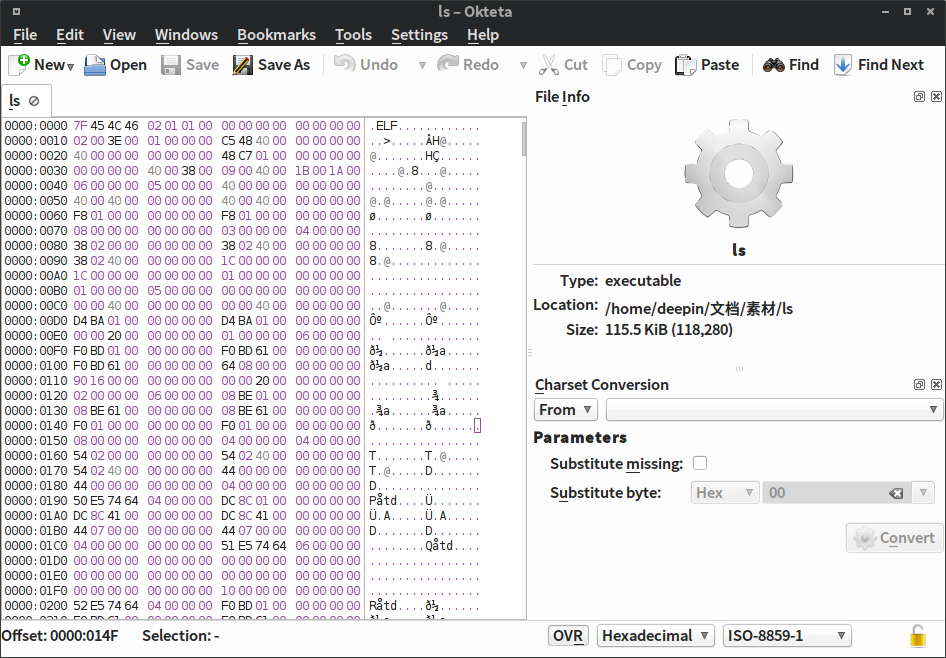 ls – Okteta
File Edit View Windows Bookmarks Tools Settings Help
New Open Save Save As Undo Redo Cut Copy Paste Find Find Next
ls
0000:0000 7F 45 4C 46 02 01 01 00 00 00 00 00 00 00 00 00 .ELF............
0000:0010 02 00 3E 00 01 00 00 00 C5 48 40 00 00 00 00 00 ..>.....ÅH@.....
0000:0020 40 00 00 00 00 00 00 00 48 C7 01 00 00 00 00 00 @.......HÇ......
0000:0030 00 00 00 00 40 00 38 00 09 00 40 00 1B 00 1A 00 ....@.8...@.....
0000:0040 06 00 00 00 05 00 00 00 40 00 00 00 00 00 00 00 ........@.......
0000:0050 40 00 40 00 00 00 00 00 40 00 40 00 00 00 00 00 @.@.....@.@.....
0000:0060 F8 01 00 00 00 00 00 00 F8 01 00 00 00 00 00 00 ø.......ø.......
0000:0070 08 00 00 00 00 00 00 00 03 00 00 00 04 00 00 00 ................
0000:0080 38 02 00 00 00 00 00 00 38 02 40 00 00 00 00 00 8.......8.@.....
0000:0090 38 02 40 00 00 00 00 00 1C 00 00 00 00 00 00 00 8.@.............
0000:00A0 1C 00 00 00 00 00 00 00 01 00 00 00 00 00 00 00 ................
0000:00B0 01 00 00 00 05 00 00 00 00 00 00 00 00 00 00 00 ................
0000:00C0 00 00 40 00 00 00 00 00 00 00 40 00 00 00 00 00 ..@.......@.....
0000:00D0 D4 BA 01 00 00 00 00 00 D4 BA 01 00 00 00 00 00 Ôº......Ôº......
0000:00E0 00 00 20 00 00 00 00 00 01 00 00 00 06 00 00 00 .. .............
0000:00F0 F0 BD 01 00 00 00 00 00 F0 BD 61 00 00 00 00 00 ð½......ð½a.....
0000:0100 F0 BD 61 00 00 00 00 00 64 08 00 00 00 00 00 00 ð½a.....d.......
0000:0110 90 16 00 00 00 00 00 00 00 00 20 00 00 00 00 00 .......... .....
0000:0120 02 00 00 00 06 00 00 00 08 BE 01 00 00 00 00 00 .........¾......
0000:0130 08 BE 61 00 00 00 00 00 08 BE 61 00 00 00 00 00 .¾a......¾a.....
0000:0140 F0 01 00 00 00 00 00 00 F0 01 00 00 00 00 00 00 ð.......ð.......
0000:0150 08 00 00 00 00 00 00 00 04 00 00 00 04 00 00 00 ................
0000:0160 54 02 00 00 00 00 00 00 54 02 40 00 00 00 00 00 T.......T.@.....
0000:0170 54 02 40 00 00 00 00 00 44 00 00 00 00 00 00 00 T.@.....D.......
0000:0180 44 00 00 00 00 00 00 00 04 00 00 00 00 00 00 00 D...............
0000:0190 50 E5 74 64 04 00 00 00 DC 8C 01 00 00 00 00 00 Påtd....Ü.......
0000:01A0 DC 8C 41 00 00 00 00 00 DC 8C 41 00 00 00 00 00 Ü.A.....Ü.A.....
0000:01B0 44 07 00 00 00 00 00 00 44 07 00 00 00 00 00 00 D.......D.......
0000:01C0 04 00 00 00 00 00 00 00 51 E5 74 64 06 00 00 00 ........Qåtd....
0000:01D0 00 00 00 00 00 00 00 00 00 00 00 00 00 00 00 00 ................
0000:01E0 00 00 00 00 00 00 00 00 00 00 00 00 00 00 00 00 ................
0000:01F0 00 00 00 00 00 00 00 00 10 00 00 00 00 00 00 00 ................
0000:0200 52 E5 74 64 04 00 00 00 F0 BD 01 00 00 00 00 00 Råtd....ð½......
File Info
ls
Type: executable
Location: /home/deepin/文档/素材/ls
Size: 115.5 KiB (118,280)
Charset Conversion
From
Parameters
Substitute missing:
Substitute byte: Hex 00
Convert
Offset: 0000:014F Selection: - OVR Hexadecimal ISO-8859-1